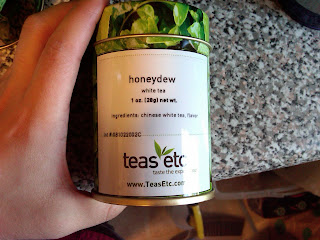 honeydew
white tea
1 oz. (28g) net wt.
ingredients: chinese white tea, flavor
teas etc
taste the
www.TeasEtc.com